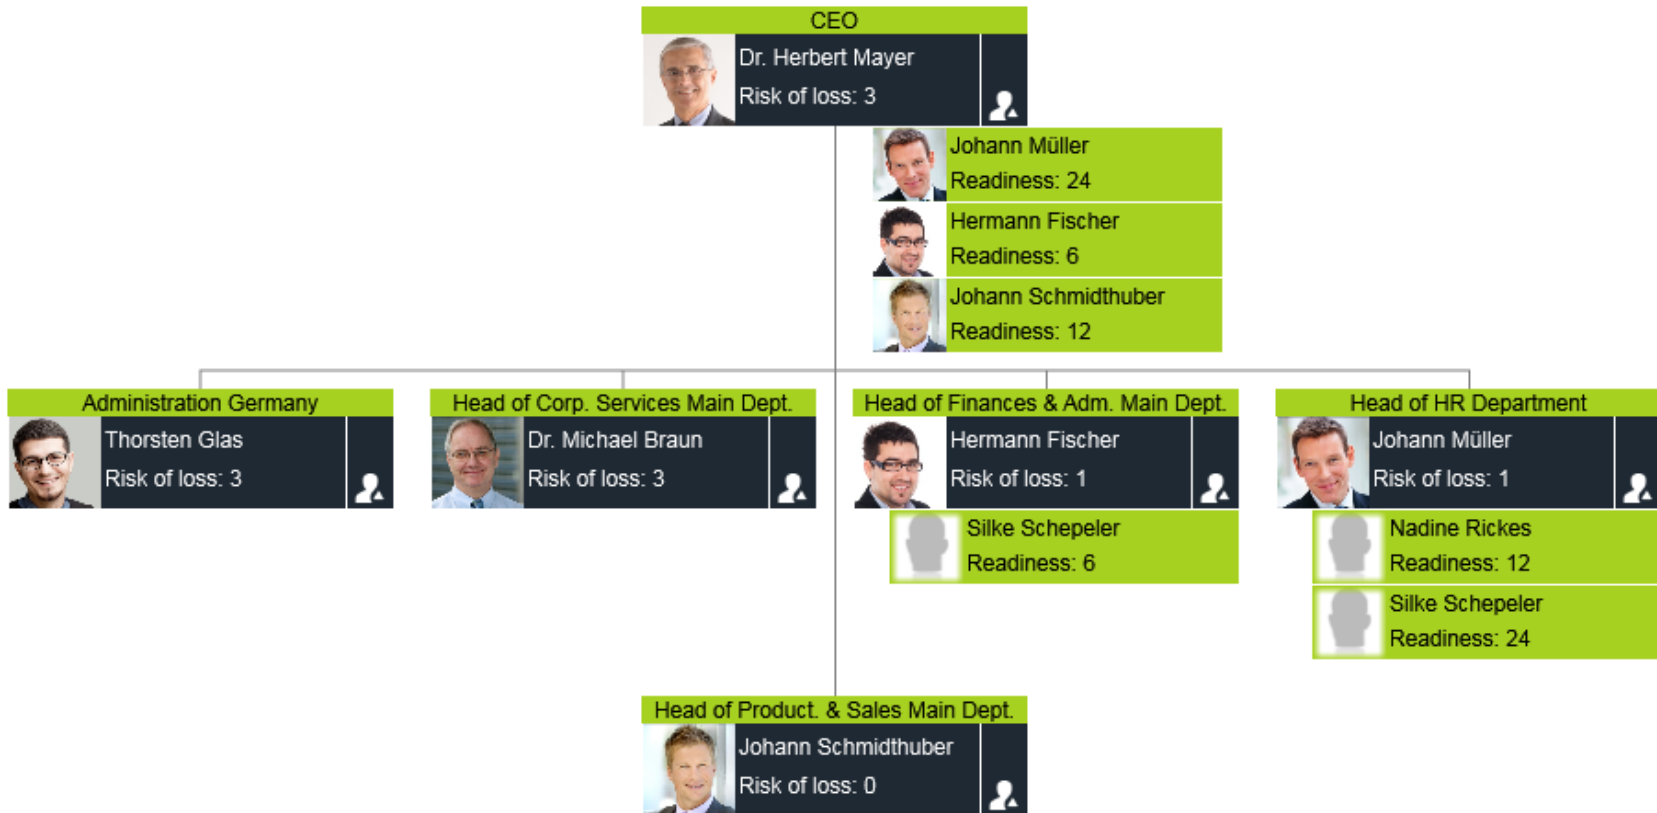 CEO
Dr. Herbert Mayer
Risk of loss: 3
Johann Müller
Readiness: 24
Hermann Fischer
Readiness: 6
Johann Schmidthuber
Readiness: 12
Administration Germany
Thorsten Glas
Risk of loss: 3
Head of Corp. Services Main Dept.
Dr. Michael Braun
Risk of loss: 3
Head of Finances & Adm. Main Dept.
Hermann Fischer
Risk of loss: 1
Silke Schepeler
Readiness: 6
Head of HR Department
Johann Müller
Risk of loss: 1
Nadine Rickes
Readiness: 12
Silke Schepeler
Readiness: 24
Head of Product. & Sales Main Dept.
Johann Schmidthuber
Risk of loss: 0